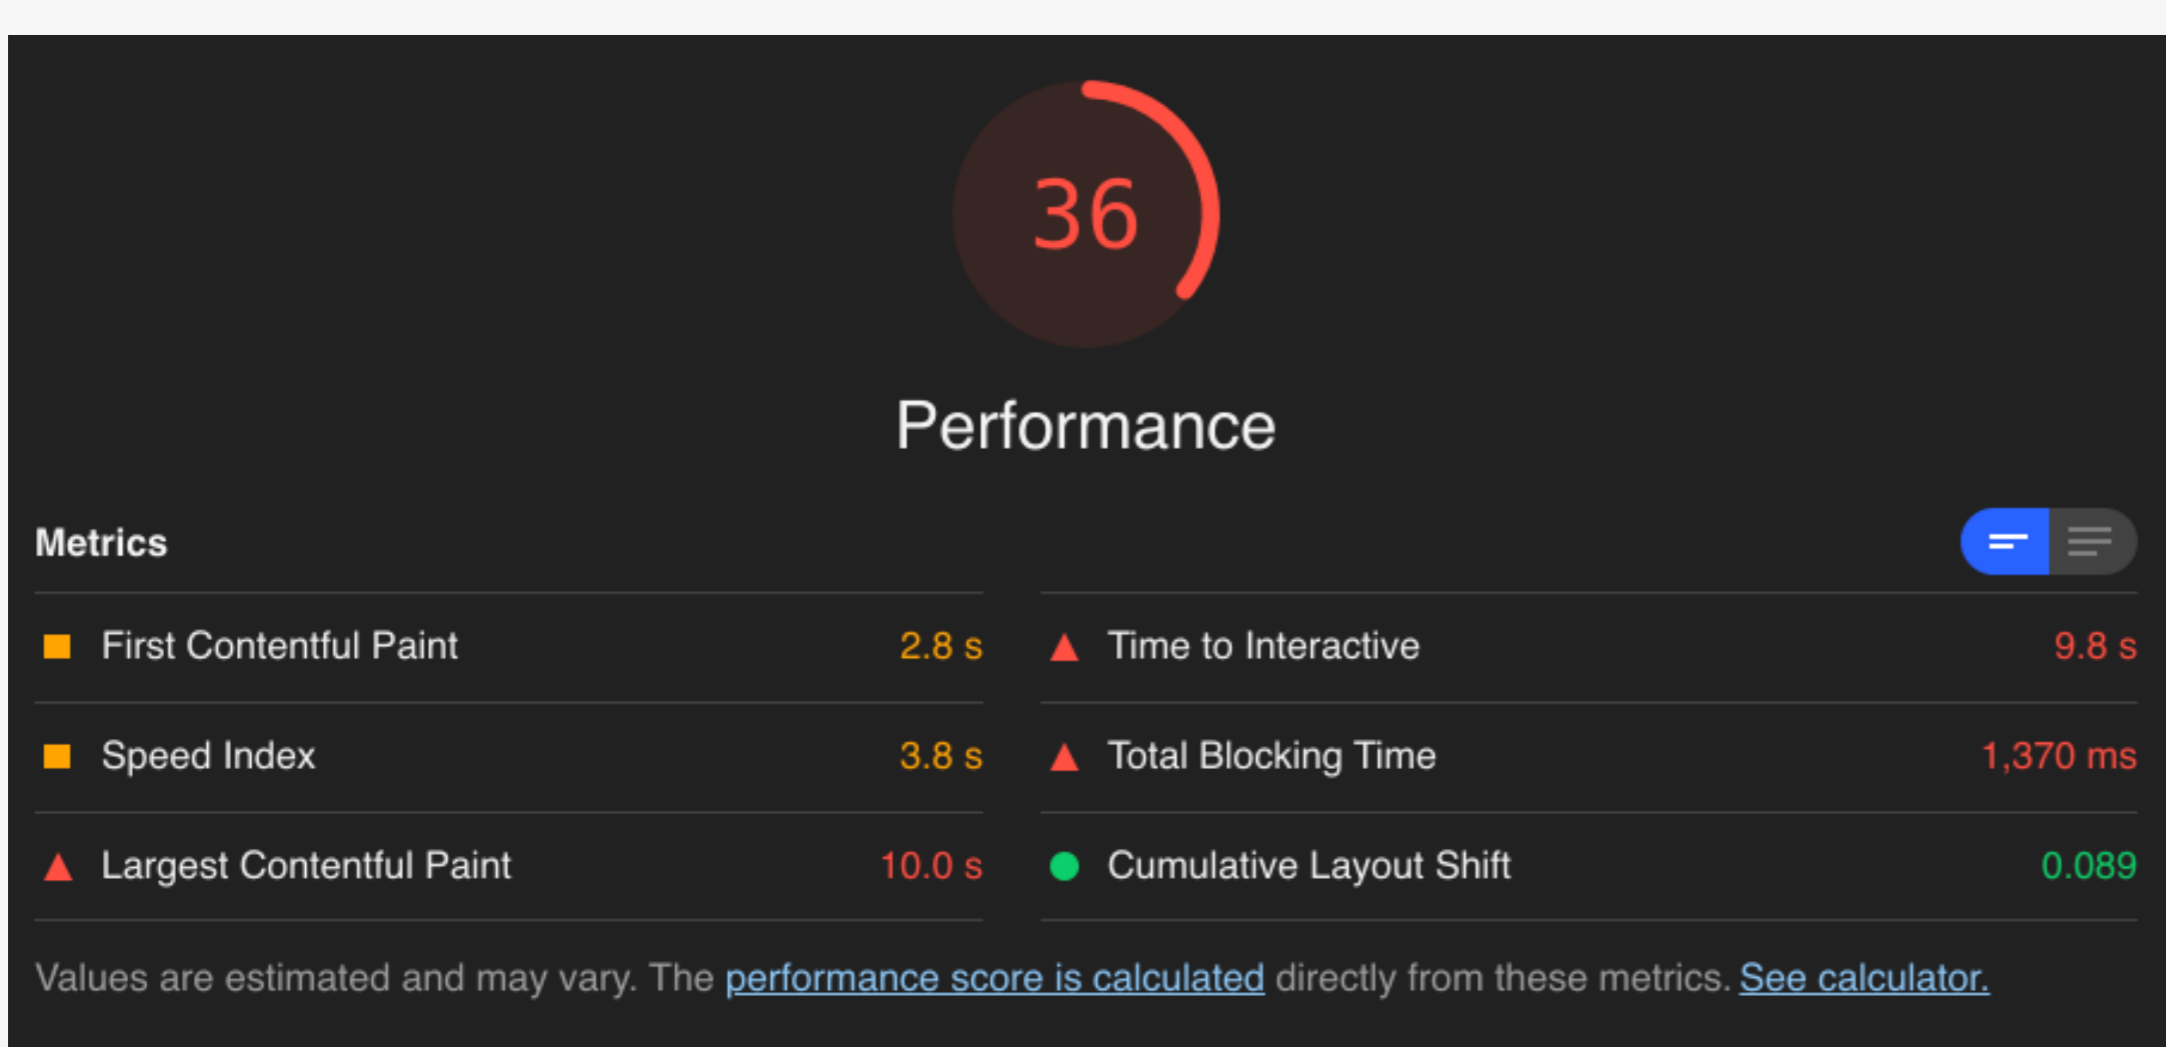 36
Performance
Metrics
First Contentful Paint 2.8 s
Time to Interactive 9.8 s
Speed Index 3.8 s
Total Blocking Time 1,370 ms
Largest Contentful Paint 10.0 s
Cumulative Layout Shift 0.089
Values are estimated and may vary. The performance score is calculated directly from these metrics. See calculator.